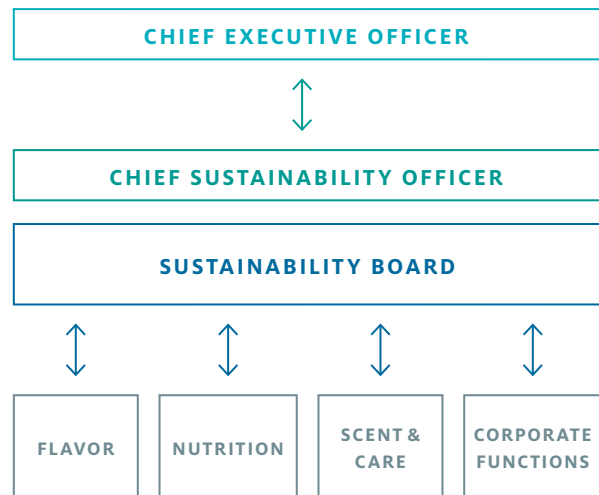 CHIEF EXECUTIVE OFFICER
CHIEF SUSTAINABILITY OFFICER
SUSTAINABILITY BOARD
FLAVOR
NUTRITION
SCENT &
CARE
CORPORATE
FUNCTIONS